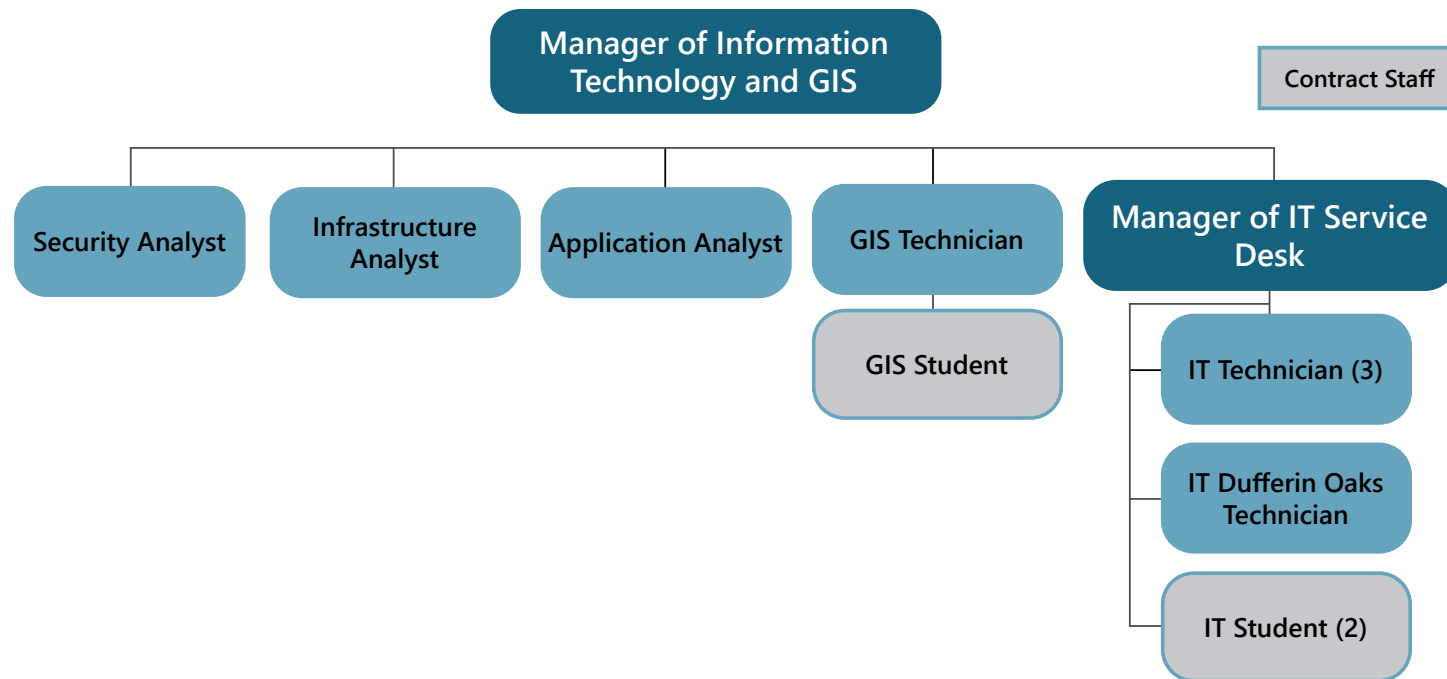 Manager of Information
Technology and GIS
Contract Staff
Security Analyst
Infrastructure
Analyst
Application Analyst
GIS Technician
Manager of IT Service
Desk
GIS Student
IT Technician (3)
IT Dufferin Oaks
Technician
IT Student (2)